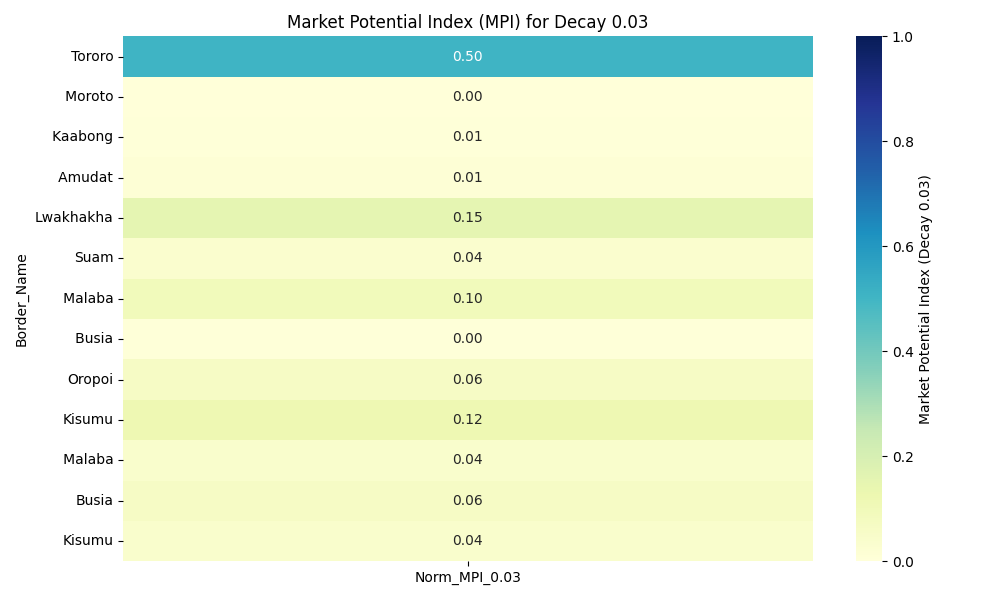 Market Potential Index (MPI) for Decay 0.03
Border_Name
Tororo 0.50
Moroto 0.00
Kaabong 0.01
Amudat 0.01
Lwakhakha 0.15
Suam 0.04
Malaba 0.10
Busia 0.00
Oropoi 0.06
Kisumu 0.12
Malaba 0.04
Busia 0.06
Kisumu 0.04
Norm_MPI_0.03
1.0
0.8
0.6
0.4
0.2
0.0
Market Potential Index (Decay 0.03)